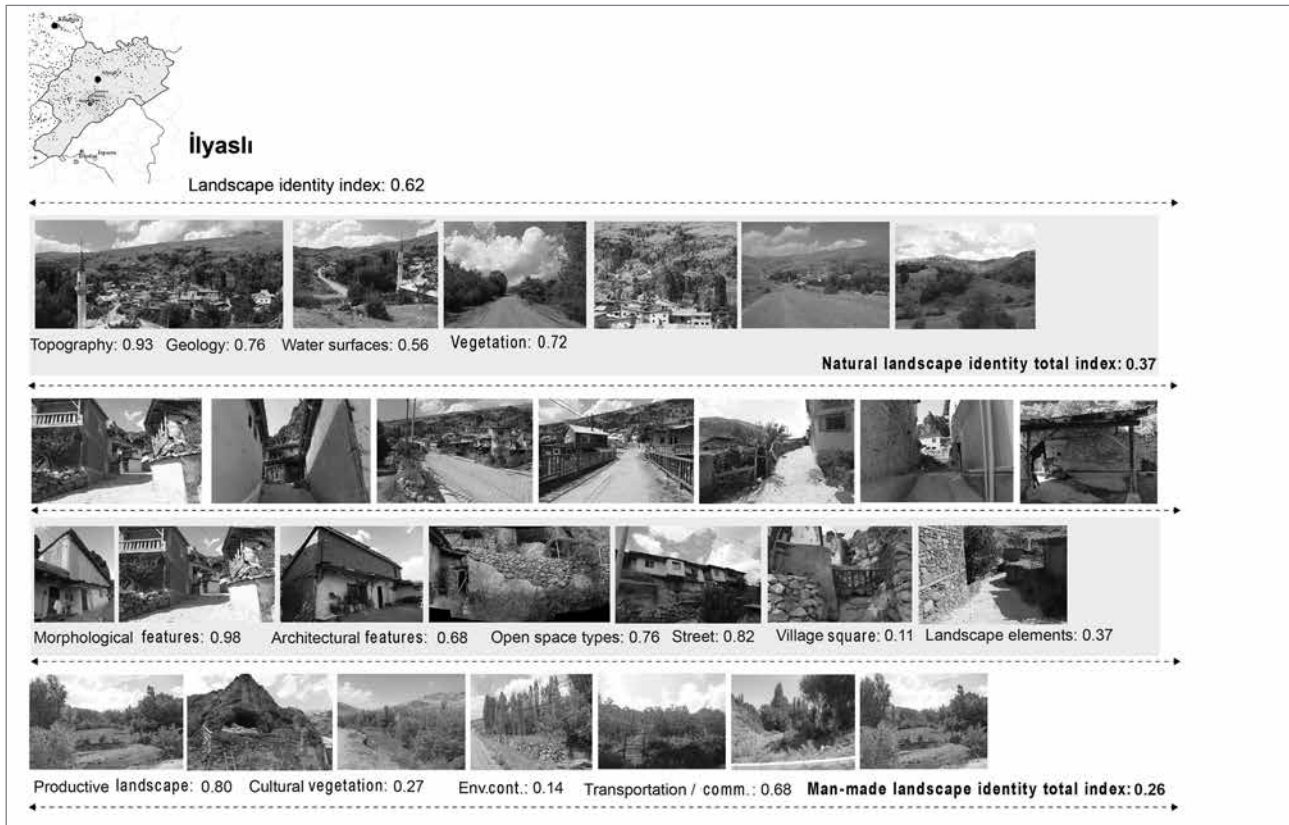 İlyaslı
Landscape identity index: 0.62
Topography: 0.93 Geology: 0.76 Water surfaces: 0.56 Vegetation: 0.72
Natural landscape identity total index: 0.37
Morphological features: 0.98 Architectural features: 0.68 Open space types: 0.76 Street: 0.82 Village square: 0.11 Landscape elements: 0.37
Productive landscape: 0.80 Cultural vegetation: 0.27 Env.cont.: 0.14 Transportation / comm.: 0.68 Man-made landscape identity total index: 0.26